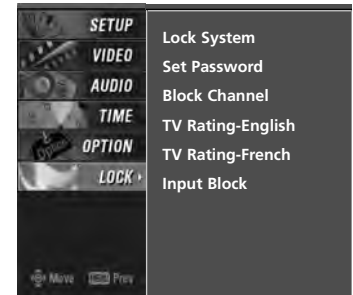 SETUP
VIDEO
AUDIO
TIME
OPTION
LOCK
Lock System
Set Password
Block Channel
TV Rating-English
TV Rating-French
Input Block
Move
Prev